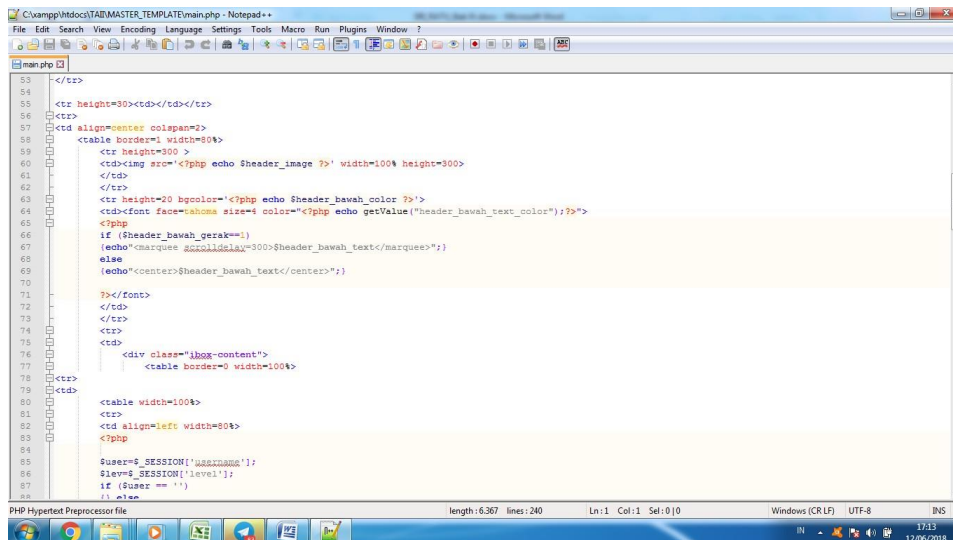 C:\xampp\htdocs\TAII\MASTER_TEMPLATE\main.php - Notepad++
File Edit Search View Encoding Language Settings Tools Macro Run Plugins Window ?
main.php
53 </tr>
54
55 <tr height=30><td></td></tr>
56 <tr>
57 <td align=center colspan=2>
58 <table border=1 width=80%>
59 <tr height=300 >
60 <td><img src='<?php echo $header_image ?>' width=100% height=300>
61 </td>
62 </tr>
63 <tr height=20 bgcolor='<?php echo $header_bawah_color ?>'>
64 <td><font face=tahoma size=4 color="<?php echo getValue("header_bawah_text_color");?>">
65 <?php
66 if ($header_bawah_gerak==1)
67 {echo"<marquee scrolldelay=300>$header_bawah_text</marquee>";}
68 else
69 {echo"<center>$header_bawah_text</center>";}
70
71 ?></font>
72 </td>
73 </tr>
74 <tr>
75 <td>
76 <div class="ibox-content">
77 <table border=0 width=100%>
78 <tr>
79 <td>
80 <table width=100%>
81 <tr>
82 <td align=left width=80%>
83 <?php
84
85 $user=$_SESSION['username'];
86 $lev=$_SESSION['level'];
87 if ($user == '')
88 {} else
PHP Hypertext Preprocessor file length : 6.367 lines : 240 Ln : 1 Col : 1 Sel : 0 | 0 Windows (CR LF) UTF-8 INS
IN 17:13
12/06/2018